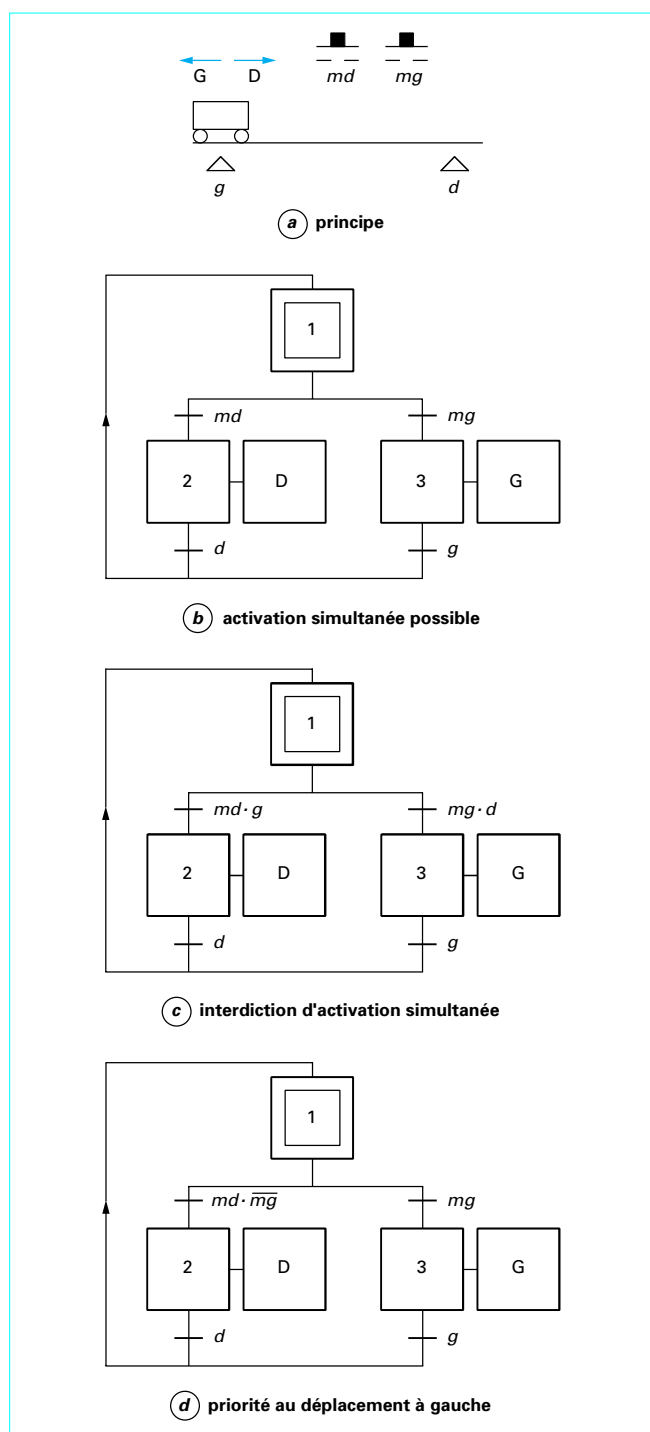 G D md mg
g d
a principe
1
md mg
2 D 3 G
d g
b activation simultanée possible
1
md · g mg · d
2 D 3 G
d g
c interdiction d'activation simultanée
1
md · m̅g̅ mg
2 D 3 G
d g
d priorité au déplacement à gauche